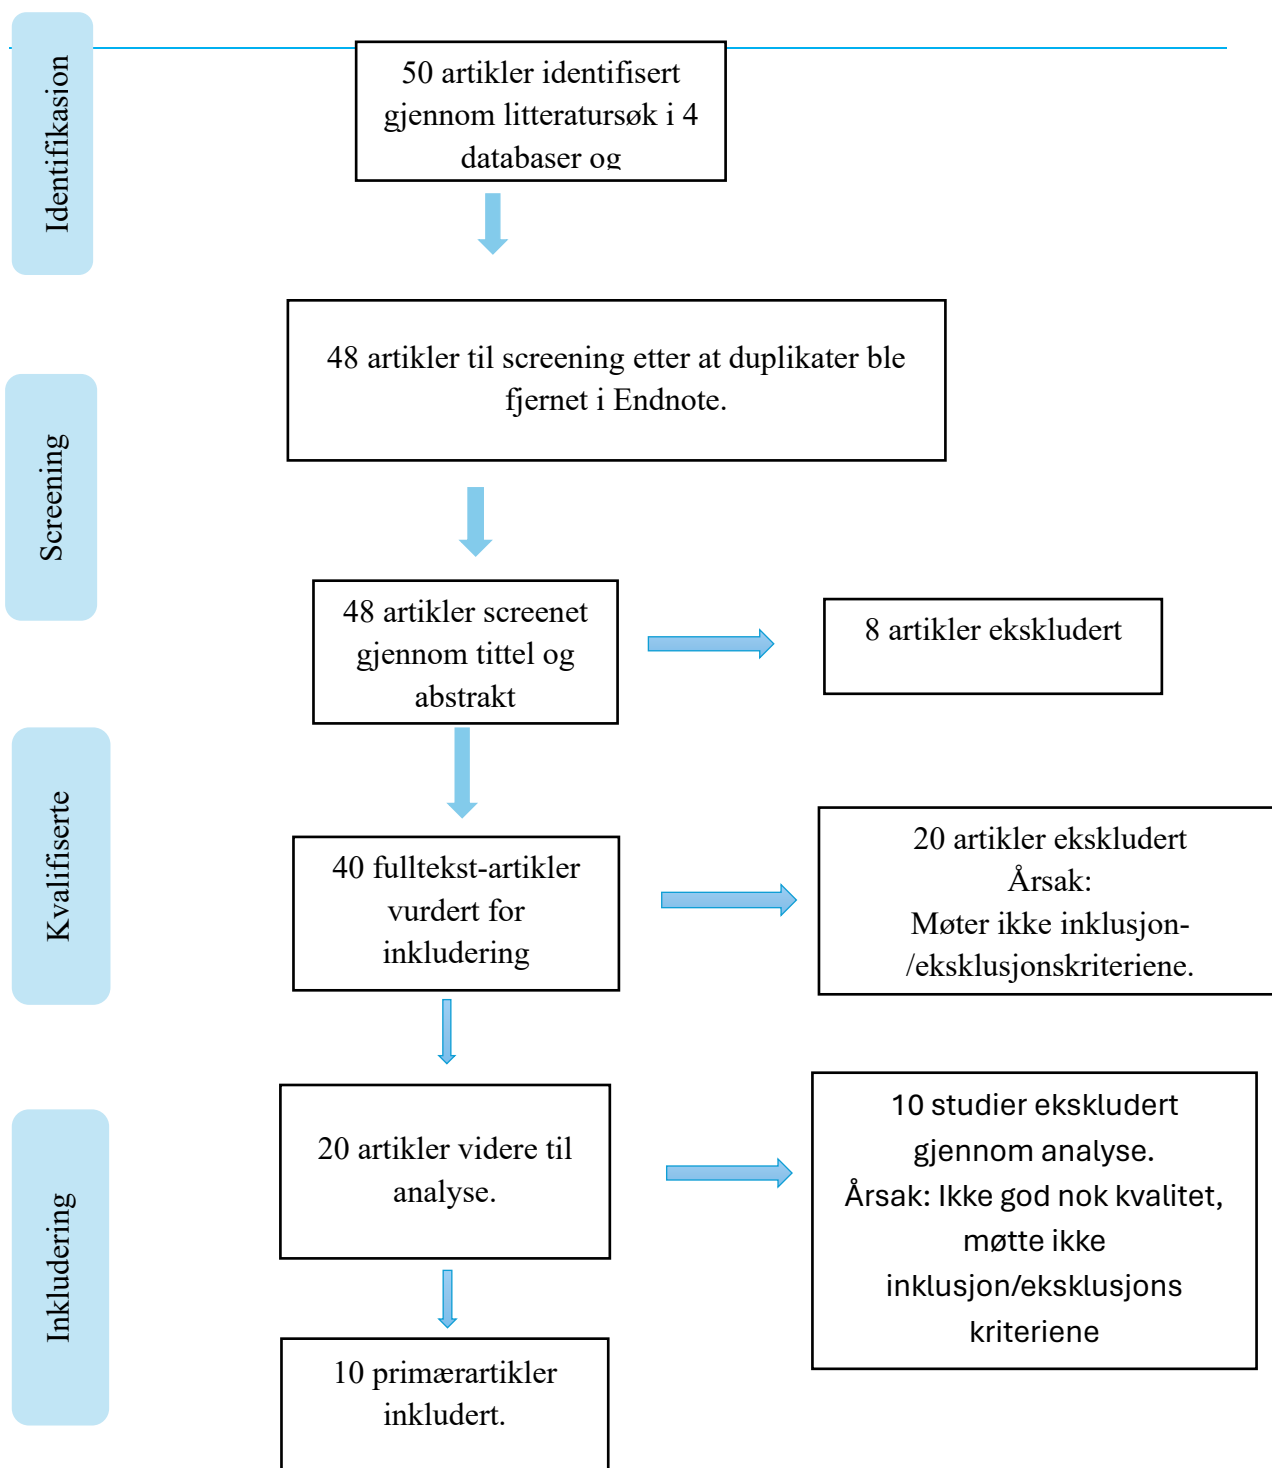 Identifikasjon
50 artikler identifisert
gjennom litteratursøk i 4
databaser og
48 artikler til screening etter at duplikater ble
fjernet i Endnote.
Screening
48 artikler screenet
gjennom tittel og
abstrakt
8 artikler ekskludert
Kvalifiserte
40 fulltekst-artikler
vurdert for
inkludering
20 artikler ekskludert
Årsak:
Møter ikke inklusjon-
/eksklusjonskriteriene.
Inkludering
20 artikler videre til
analyse.
10 studier ekskludert
gjennom analyse.
Årsak: Ikke god nok kvalitet,
møtte ikke
inklusjon/eksklusjons
kriteriene
10 primærartikler
inkludert.